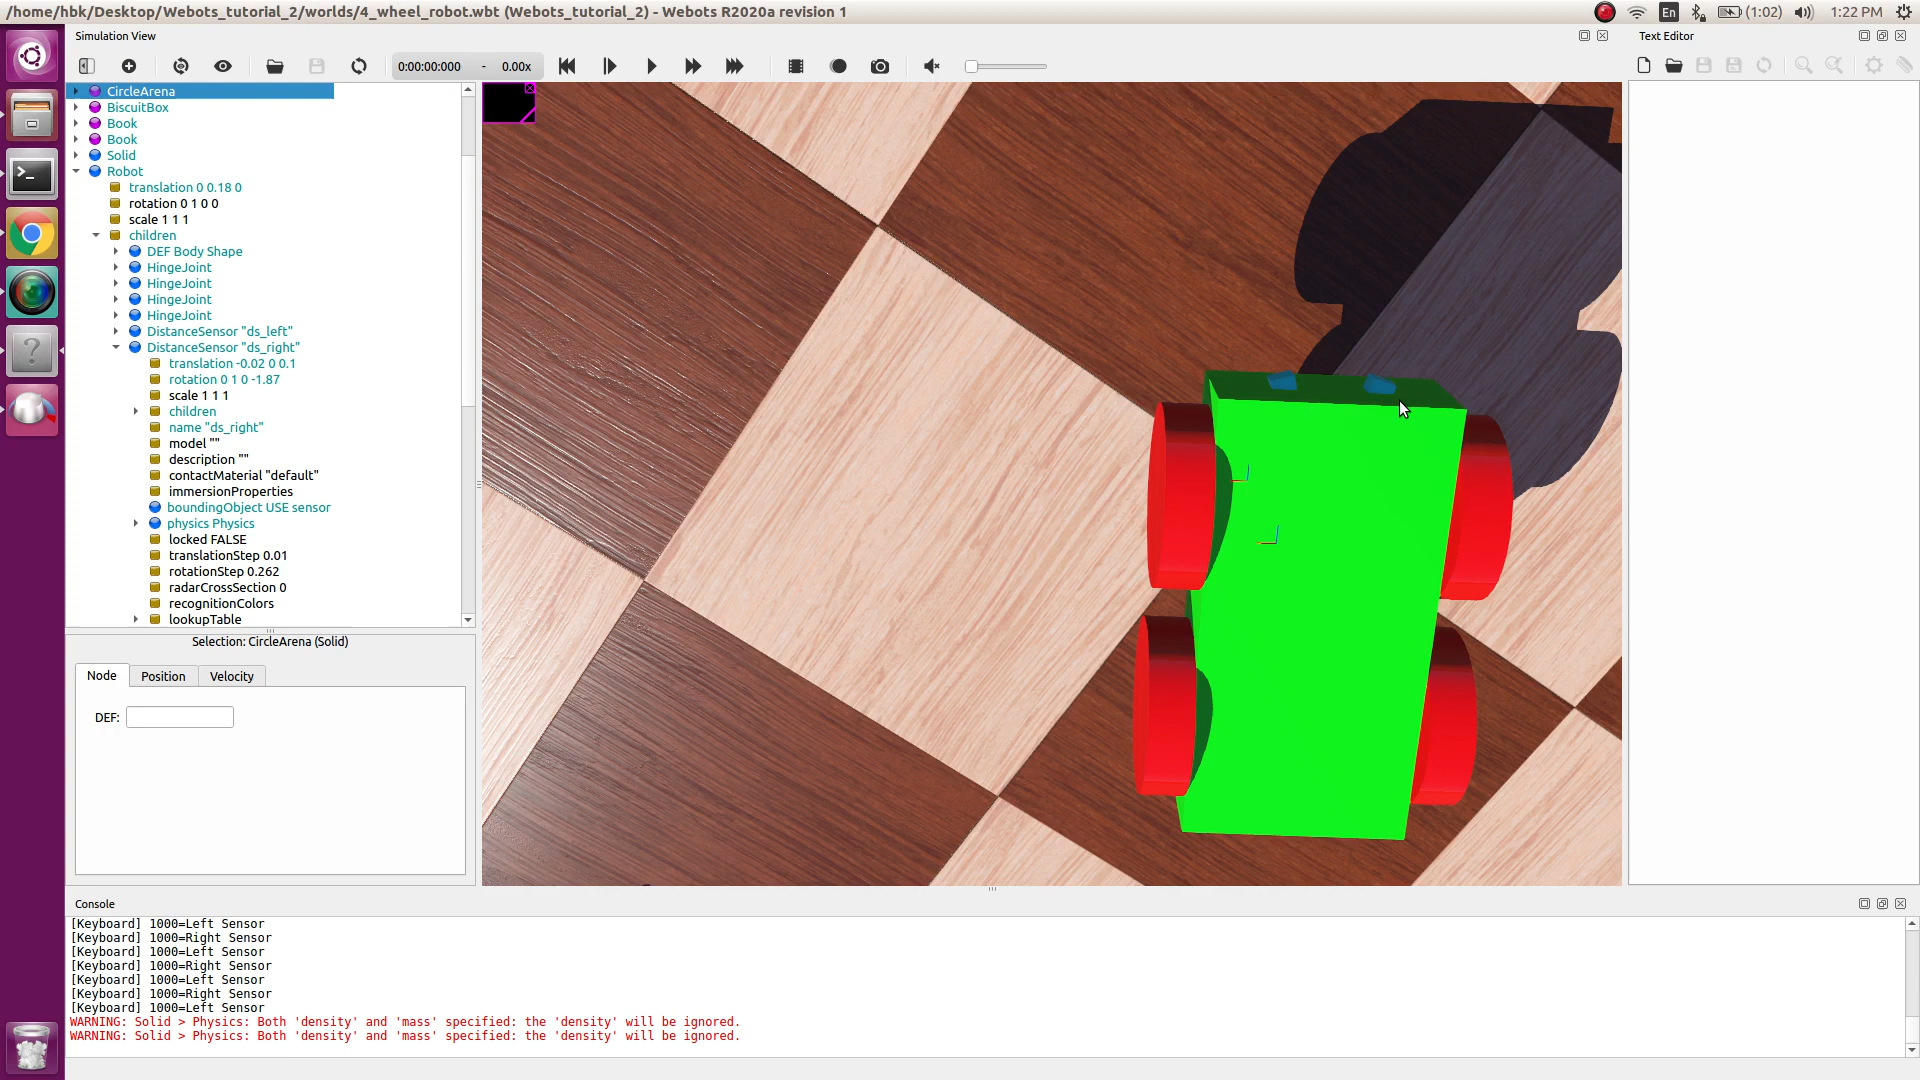 /home/hbk/Desktop/Webots_tutorial_2/worlds/4_wheel_robot.wbt (Webots_tutorial_2) - Webots R2020a revision 1
En
(1:02)
1:22 PM
Simulation View
Text Editor
0:00:00:000 - 0.00x
CircleArena
BiscuitBox
Book
Book
Solid
Robot
translation 0 0.18 0
rotation 0 1 0 0
scale 1 1 1
children
DEF Body Shape
HingeJoint
HingeJoint
HingeJoint
HingeJoint
DistanceSensor "ds_left"
DistanceSensor "ds_right"
translation -0.02 0 0.1
rotation 0 1 0 -1.87
scale 1 1 1
children
name "ds_right"
model ""
description ""
contactMaterial "default"
immersionProperties
boundingObject USE sensor
physics Physics
locked FALSE
translationStep 0.01
rotationStep 0.262
radarCrossSection 0
recognitionColors
lookupTable
Selection: CircleArena (Solid)
Node
Position
Velocity
DEF:
Console
[Keyboard] 1000=Left Sensor
[Keyboard] 1000=Right Sensor
[Keyboard] 1000=Left Sensor
[Keyboard] 1000=Right Sensor
[Keyboard] 1000=Left Sensor
[Keyboard] 1000=Right Sensor
[Keyboard] 1000=Left Sensor
WARNING: Solid > Physics: Both 'density' and 'mass' specified: the 'density' will be ignored.
WARNING: Solid > Physics: Both 'density' and 'mass' specified: the 'density' will be ignored.